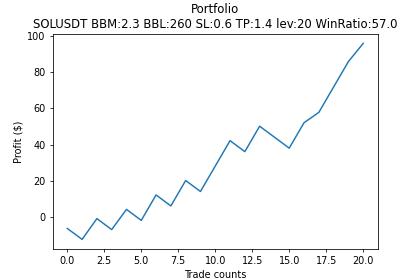 Portfolio
SOLUSDT BBM:2.3 BBL:260 SL:0.6 TP:1.4 lev:20 WinRatio:57.0
100
80
60
40
20
0
Profit ($)
0.0 2.5 5.0 7.5 10.0 12.5 15.0 17.5 20.0
Trade counts